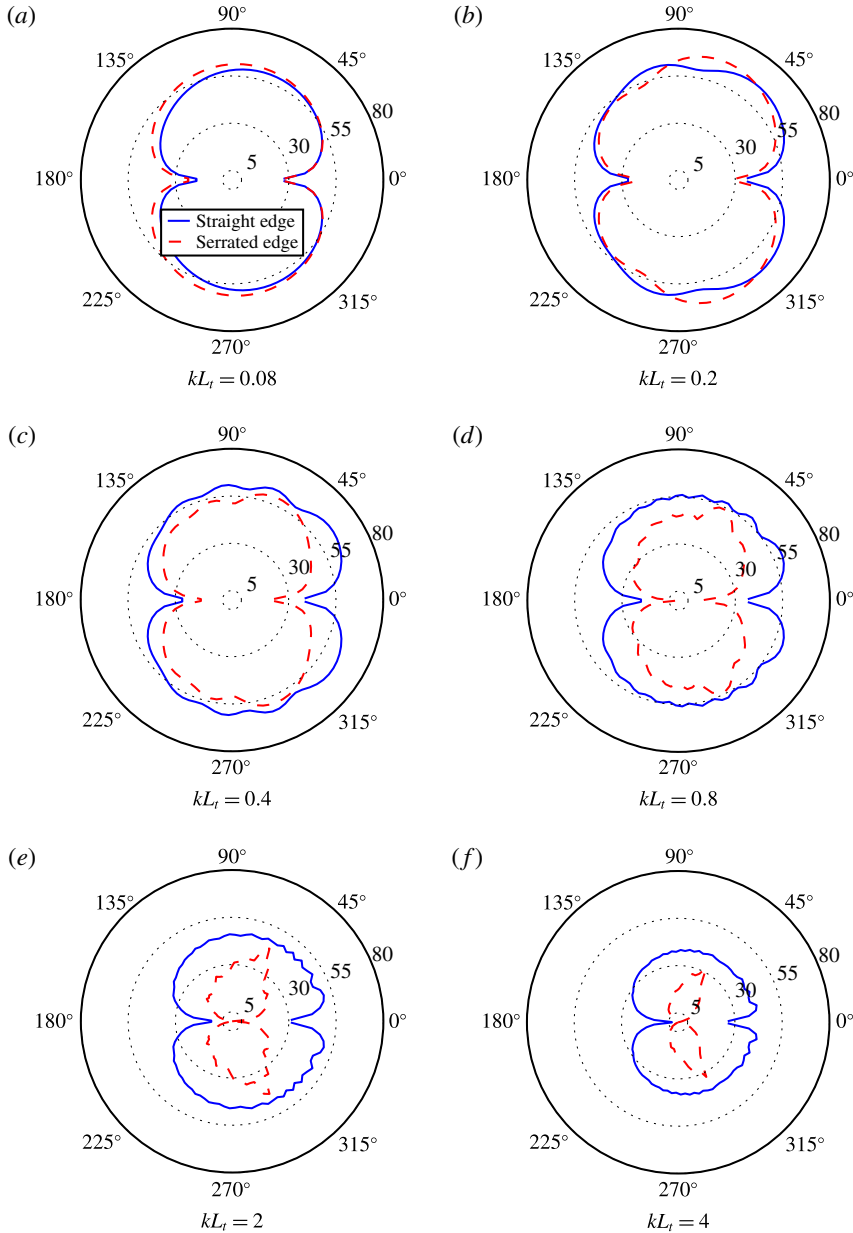 (a) 90° (b) 90°
135° 45° 135° 45°
80 80
55 55
30 30
5 5
180° 0° 180° 0°
Straight edge
Serrated edge
225° 315° 225° 315°
270° 270°
kL_t = 0.08 kL_t = 0.2
(c) 90° (d) 90°
135° 45° 135° 45°
80 80
55 55
30 30
5 5
180° 0° 180° 0°
225° 315° 225° 315°
270° 270°
kL_t = 0.4 kL_t = 0.8
(e) 90° (f) 90°
135° 45° 135° 45°
80 80
55 55
30 30
5 5
180° 0° 180° 0°
225° 315° 225° 315°
270° 270°
kL_t = 2 kL_t = 4